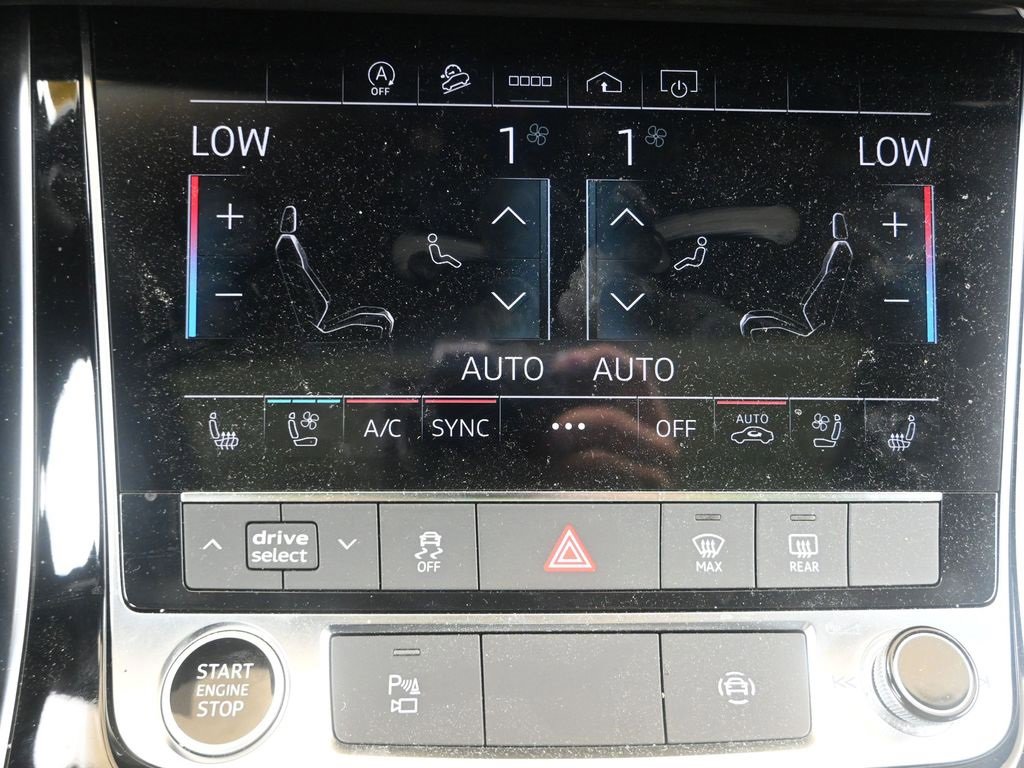 A
OFF
LOW 1 1 LOW
+ +
- -
AUTO AUTO
A/C SYNC ••• OFF AUTO
drive
select
OFF
MAX
REAR
START
ENGINE
STOP
P